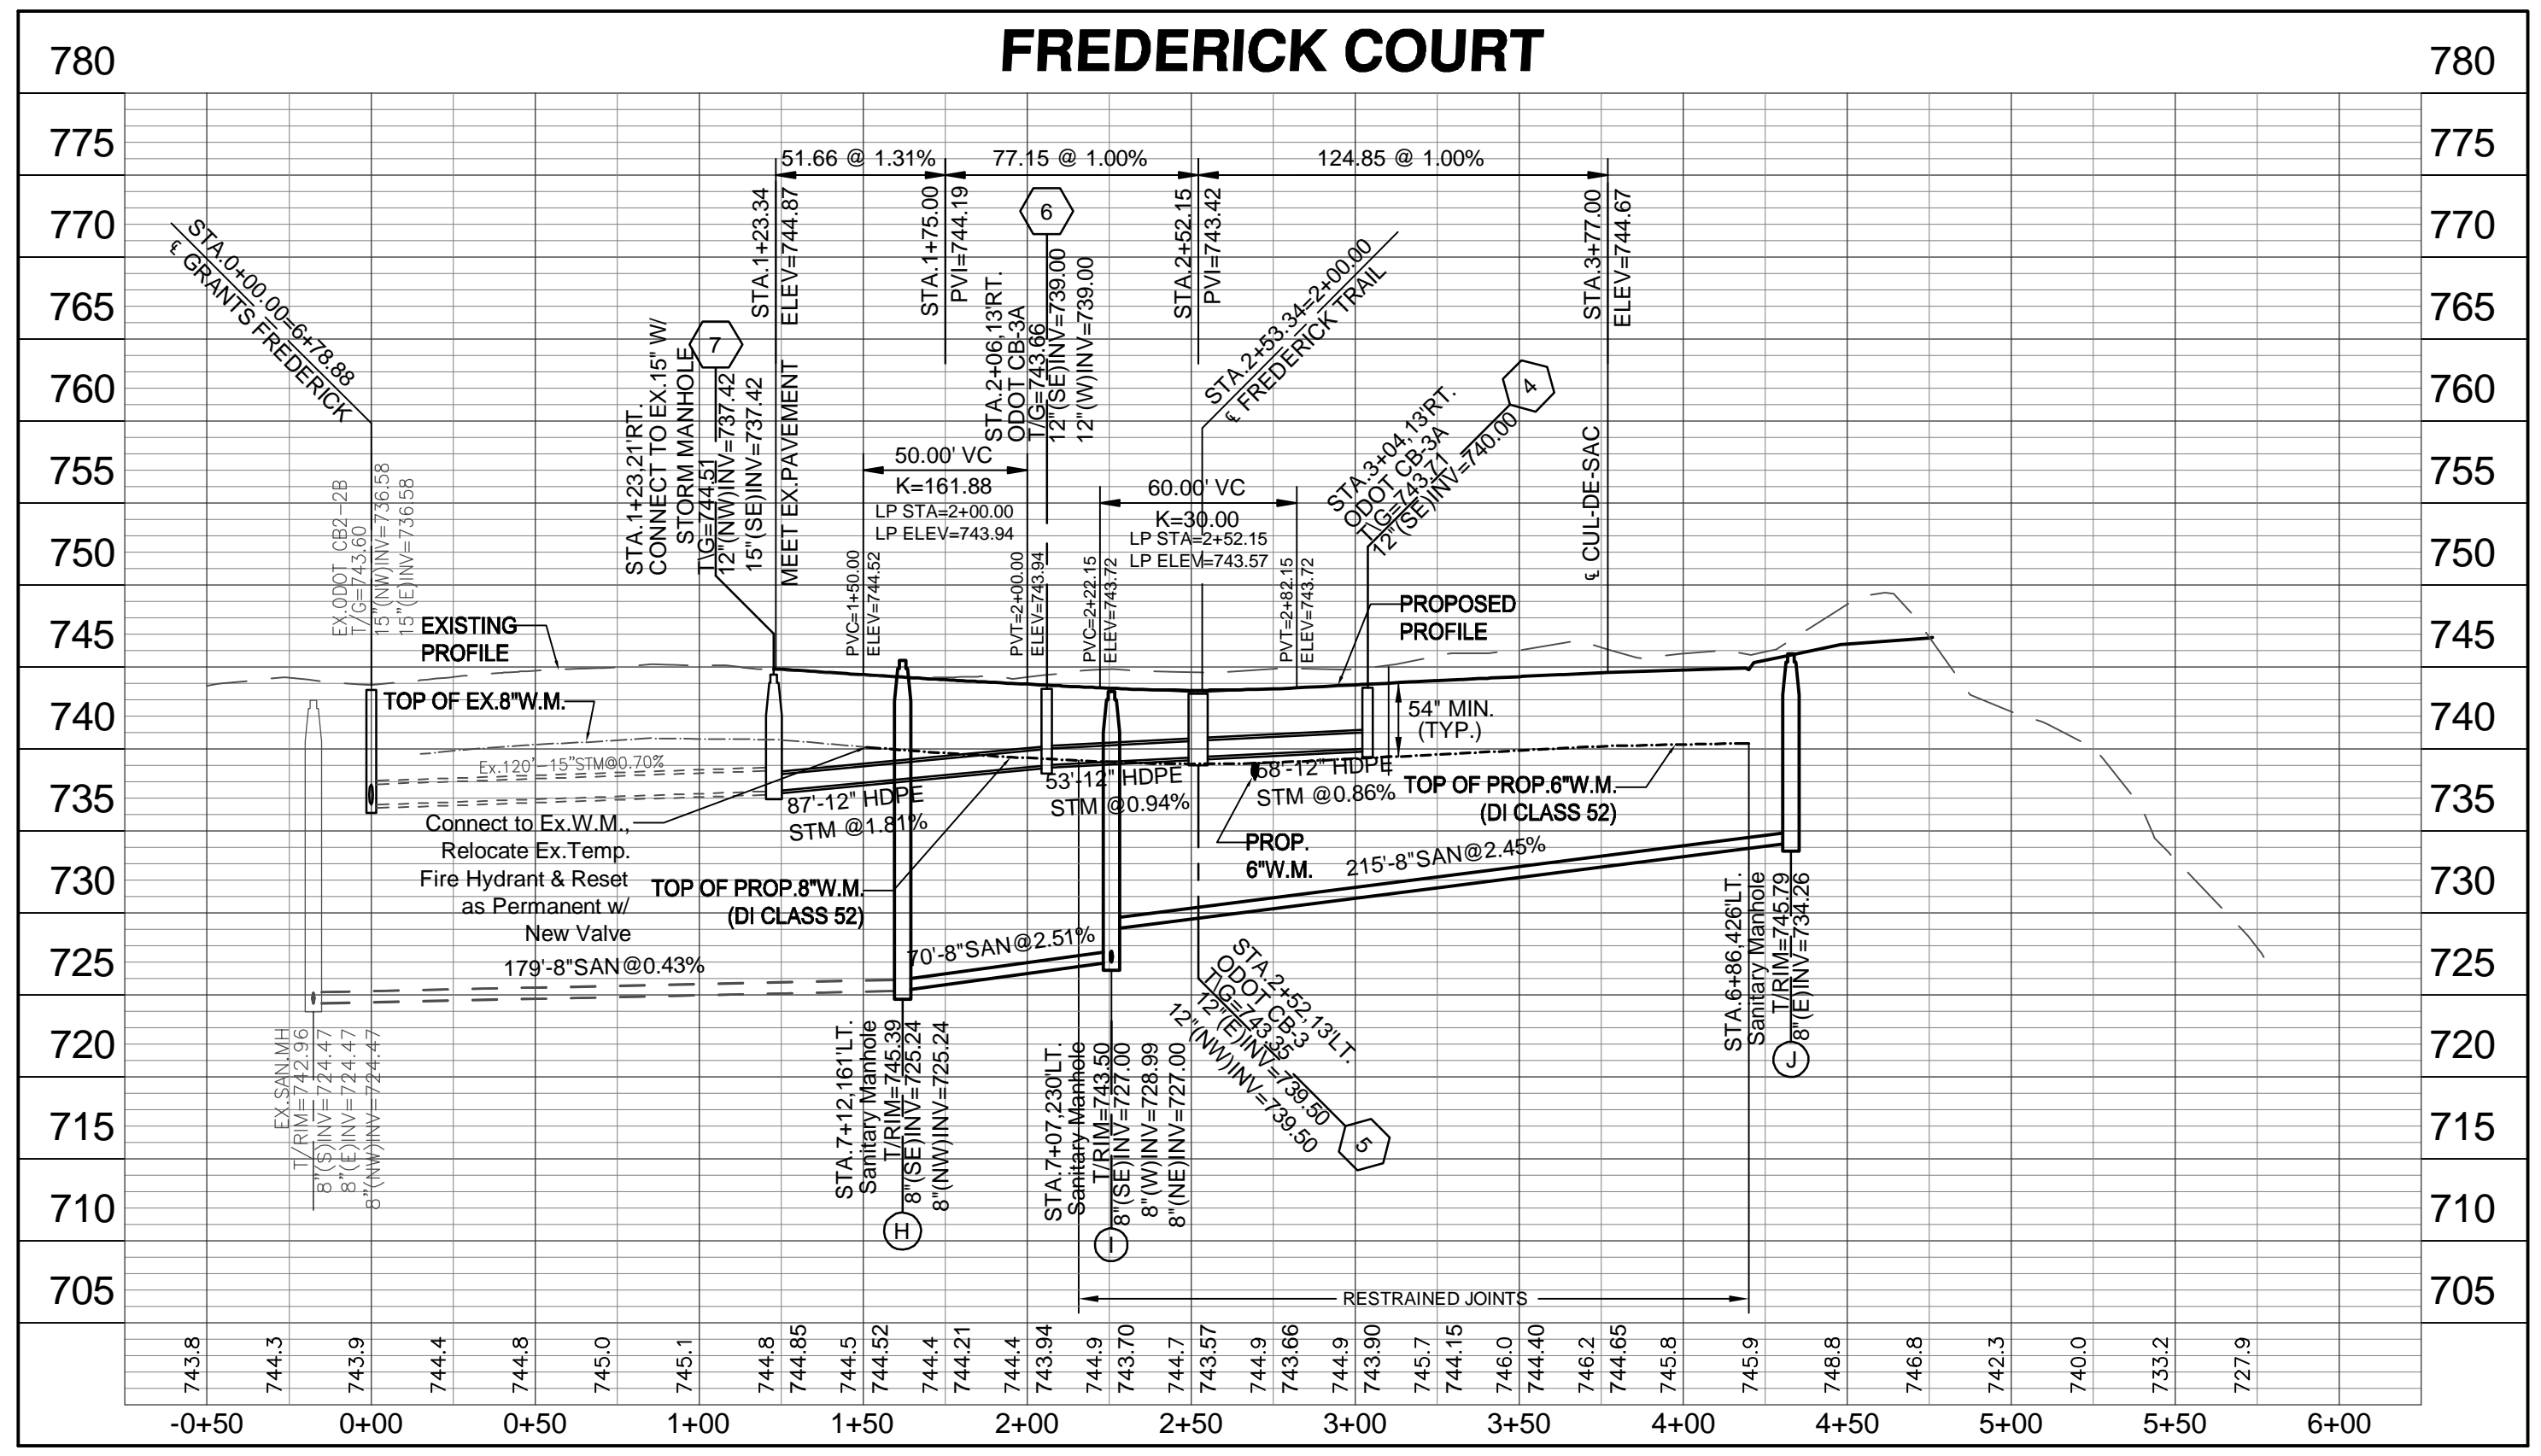 FREDERICK COURT
780
780
775
775
770
770
765
765
760
760
755
755
750
750
745
745
740
740
735
735
730
730
725
725
720
720
715
715
710
710
705
705
51.66 @ 1.31%
77.15 @ 1.00%
124.85 @ 1.00%
STA.0+00.00=6+78.88
℄ GRANTS FREDERICK
STA.1+23.34
ELEV=744.87
MEET EX.PAVEMENT
STA.1+75.00
PVI=744.19
STA.2+52.15
PVI=743.42
STA.3+77.00
ELEV=744.67
℄ CUL-DE-SAC
STA.2+53.34=2+00.00
℄ FREDERICK TRAIL
6
STA.2+06,13'RT.
ODOT CB-3A
T/G=743.66
12"(SE)INV=739.00
12"(W)INV=739.00
7
STA.1+23,21'RT.
CONNECT TO EX.15" W/
STORM MANHOLE
T\G=744.51
12"(NW)INV=737.42
15"(SE)INV=737.42
4
STA.3+04,13'RT.
ODOT CB-3A
T\G=743.71
12"(SE)INV=740.00
50.00' VC
K=161.88
LP STA=2+00.00
LP ELEV=743.94
60.00' VC
K=30.00
LP STA=2+52.15
LP ELEV=743.57
PVC=1+50.00
ELEV=744.52
PVT=2+00.00
ELEV=743.94
PVC=2+22.15
ELEV=743.72
PVT=2+82.15
ELEV=743.72
EX.ODOT CB2-2B
T/G=743.60
15"(NW)INV=736.58
15"(E)INV=736.58
EXISTING
PROFILE
PROPOSED
PROFILE
TOP OF EX.8"W.M.
54" MIN.
(TYP.)
Ex.120'-15"STM@0.70%
87'-12" HDPE
STM @1.81%
53'-12" HDPE
STM @0.94%
58'-12" HDPE
STM @0.86%
TOP OF PROP.6"W.M.
(DI CLASS 52)
Connect to Ex.W.M.,
Relocate Ex.Temp.
Fire Hydrant & Reset
as Permanent w/
New Valve
TOP OF PROP.8"W.M.
(DI CLASS 52)
PROP.
6"W.M.
215'-8"SAN@2.45%
70'-8"SAN@2.51%
179'-8"SAN@0.43%
EX.SAN.MH
T/RIM=742.96
8"(S)INV=724.47
8"(E)INV=724.47
8"(NW)INV=724.47
STA.7+12,161'LT.
Sanitary Manhole
T/RIM=745.39
8"(SE)INV=725.24
8"(NW)INV=725.24
H
STA.7+07,230'LT.
Sanitary Manhole
T/RIM=743.50
8"(SE)INV=727.00
8"(W)INV=728.99
8"(NE)INV=727.00
I
STA.2+52,13'LT.
ODOT CB-3
T\G=743.35
12"(E)INV=739.50
12"(NW)INV=739.50
5
STA.6+86,426'LT.
Sanitary Manhole
T/RIM=745.79
8"(E)INV=734.26
J
RESTRAINED JOINTS
743.8
744.3
743.9
744.4
744.8
745.0
745.1
744.8
744.85
744.5
744.52
744.4
744.21
744.4
743.94
744.9
743.70
744.7
743.57
744.9
743.66
744.9
743.90
745.7
744.15
746.0
744.40
746.2
744.65
745.8
745.9
748.8
746.8
742.3
740.0
733.2
727.9
-0+50
0+00
0+50
1+00
1+50
2+00
2+50
3+00
3+50
4+00
4+50
5+00
5+50
6+00